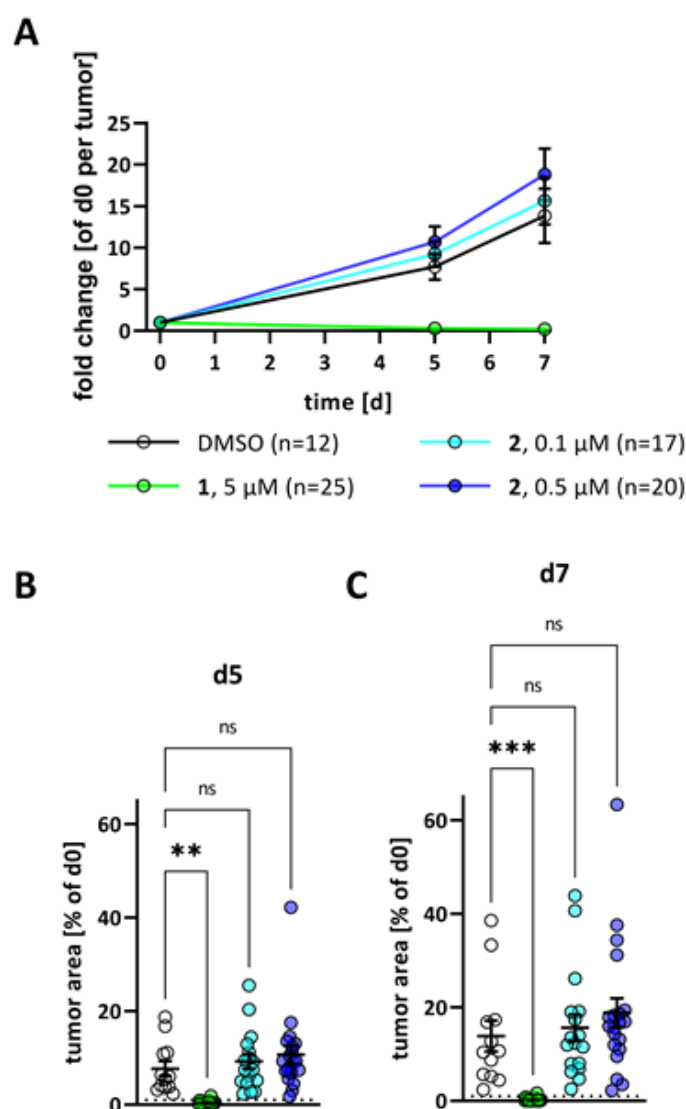 A
fold change [of d0 per tumor]
25
20
15
10
5
0
0 1 2 3 4 5 6 7
time [d]
DMSO (n=12)
2, 0.1 µM (n=17)
1, 5 µM (n=25)
2, 0.5 µM (n=20)
B
d5
ns
ns
**
tumor area [% of d0]
60
40
20
0
C
d7
ns
ns
***
tumor area [% of d0]
60
40
20
0